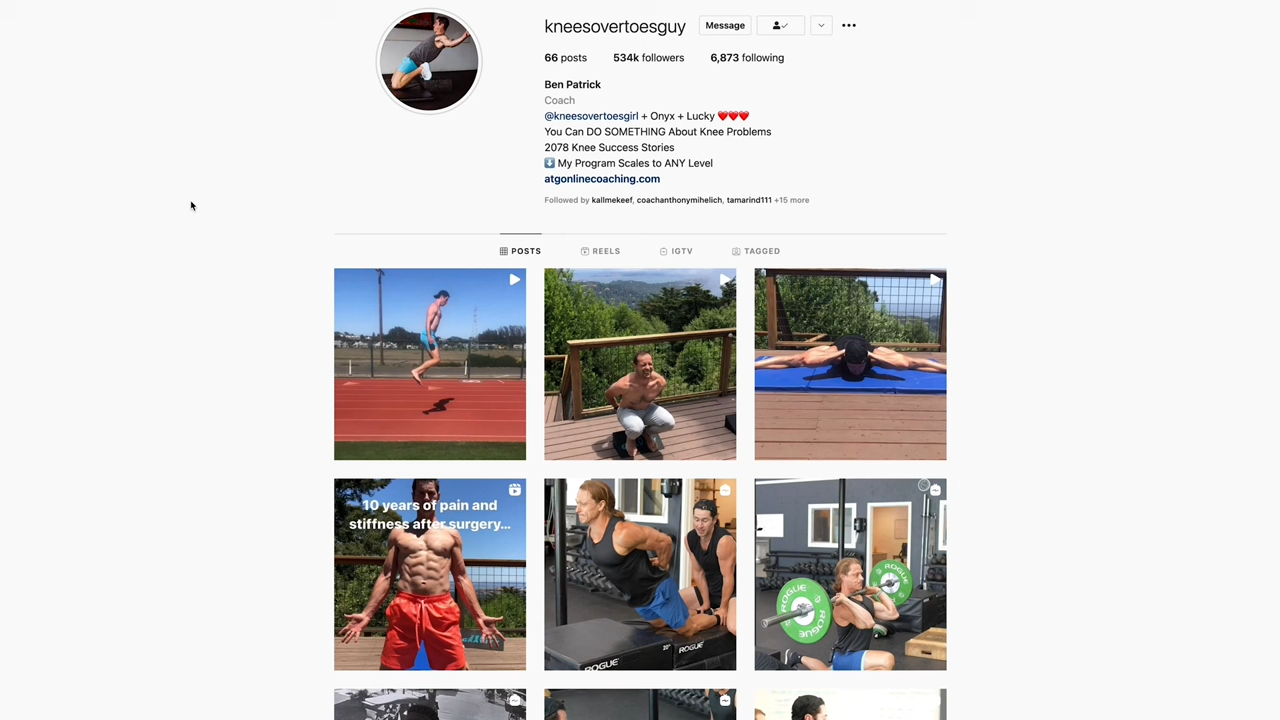 kneesovertoesguy Message
66 posts 534k followers 6,873 following
Ben Patrick
Coach
@kneesovertoesgirl + Onyx + Lucky ❤️❤️❤️
You Can DO SOMETHING About Knee Problems
2078 Knee Success Stories
⬇️ My Program Scales to ANY Level
atgonlinecoaching.com
Followed by kallmekeef, coachanthonymihelich, tamarind111 +15 more
POSTS REELS IGTV TAGGED
10 years of pain and
stiffness after surgery...
ROGUE
20"
ROGUE
ROGUE
ROGUE